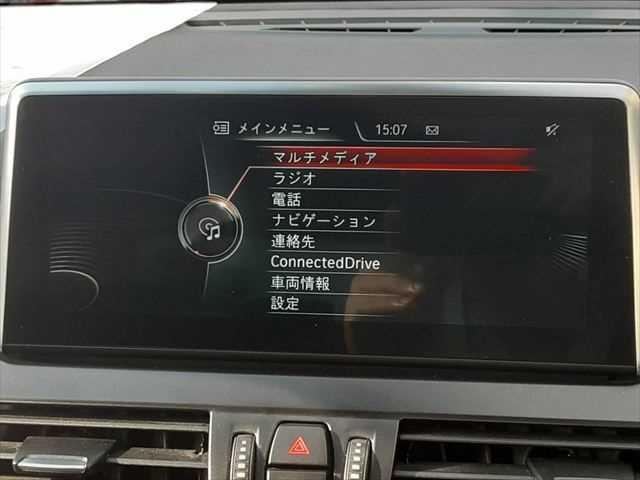 メインメニュー 15:07
マルチメディア
ラジオ
電話
ナビゲーション
連絡先
ConnectedDrive
車両情報
設定